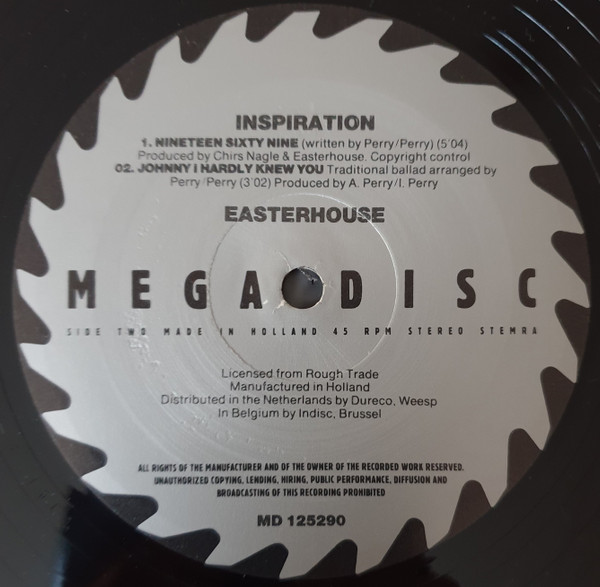 INSPIRATION
1. NINETEEN SIXTY NINE (written by Perry/Perry) (5'04)
Produced by Chirs Nagle & Easterhouse. Copyright control
02. JOHNNY I HARDLY KNEW YOU Traditional ballad arranged by
Perry/Perry (3'02) Produced by A. Perry/I. Perry
EASTERHOUSE
MEGADISC
SIDE TWO MADE IN HOLLAND 45 RPM STEREO STEMRA
Licensed from Rough Trade
Manufactured in Holland
Distributed in the Netherlands by Dureco, Weesp
In Belgium by Indisc, Brussel
ALL RIGHTS OF THE MANUFACTURER AND OF THE OWNER OF THE RECORDED WORK RESERVED.
UNAUTHORIZED COPYING, LENDING, HIRING, PUBLIC PERFORMANCE, DIFFUSION AND
BROADCASTING OF THIS RECORDING PROHIBITED
MD 125290